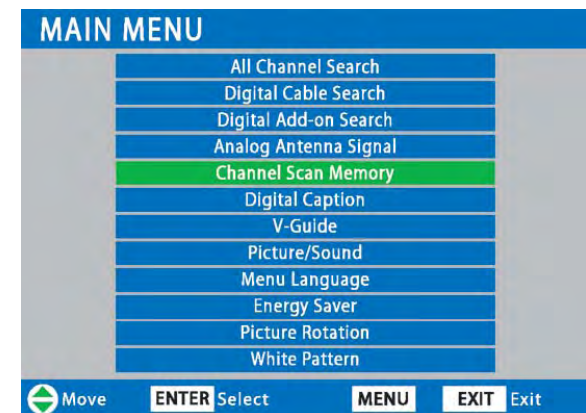 MAIN MENU
All Channel Search
Digital Cable Search
Digital Add-on Search
Analog Antenna Signal
Channel Scan Memory
Digital Caption
V-Guide
Picture/Sound
Menu Language
Energy Saver
Picture Rotation
White Pattern
Move ENTER Select MENU EXIT Exit